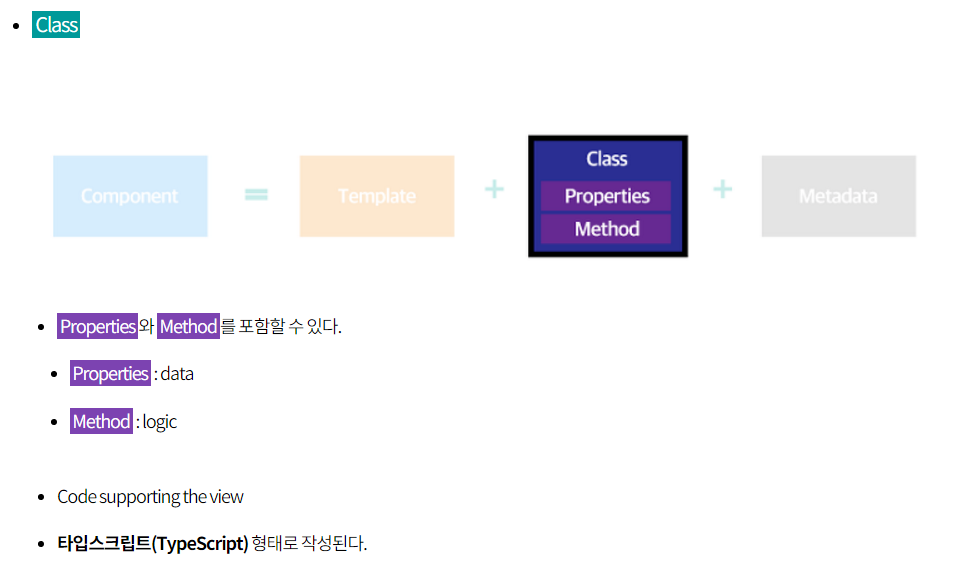 Class
Component = Template + Class Properties Method + Metadata
Properties와 Method를 포함할 수 있다.
Properties : data
Method : logic
Code supporting the view
타입스크립트(TypeScript) 형태로 작성된다.